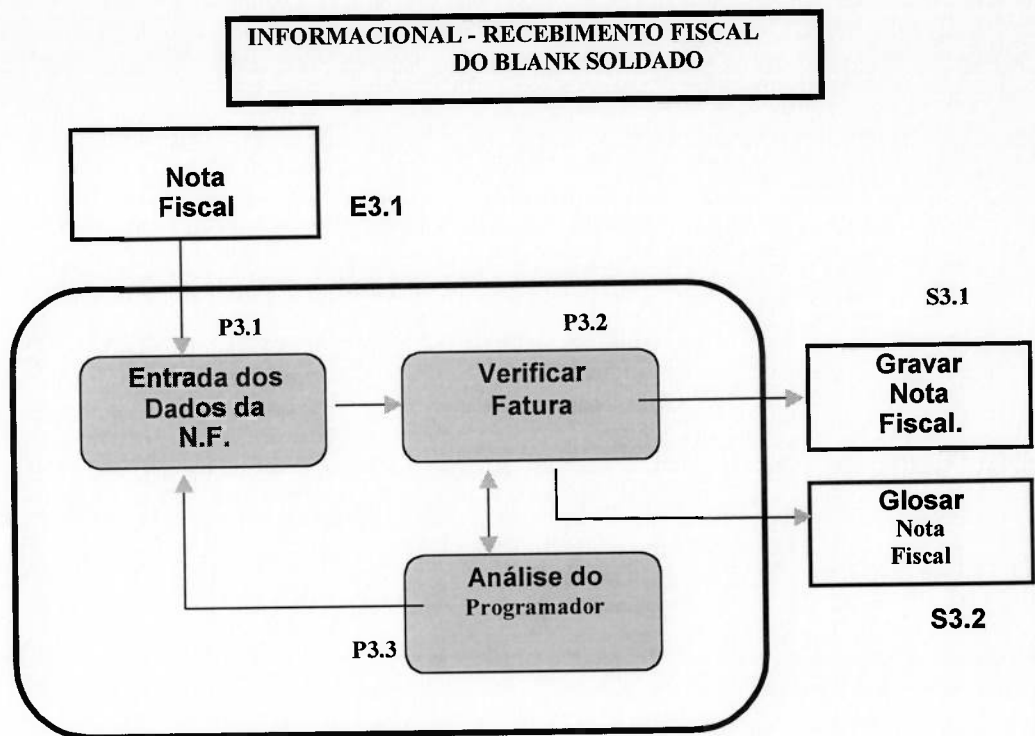 INFORMACIONAL - RECEBIMENTO FISCAL
DO BLANK SOLDADO
Nota
Fiscal
E3.1
S3.1
P3.1
P3.2
Entrada dos
Dados da
N.F.
Verificar
Fatura
Gravar
Nota
Fiscal.
Glosar
Nota
Fiscal
Análise do
Programador
S3.2
P3.3